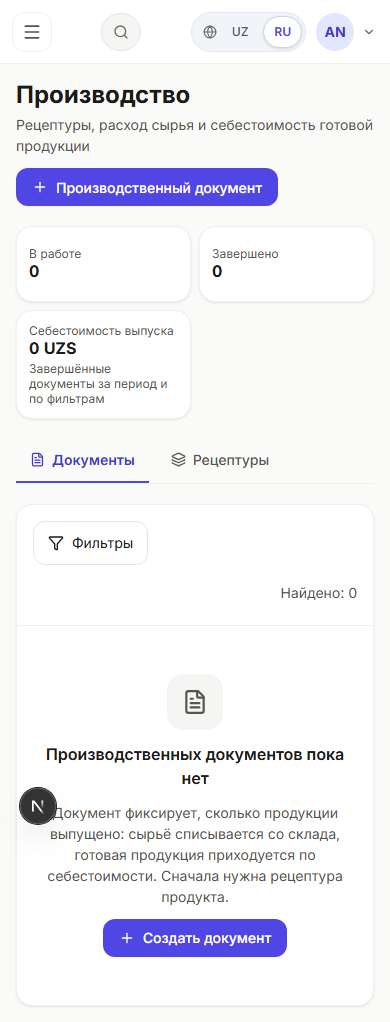 UZ
RU
AN
Производство
Рецептуры, расход сырья и себестоимость готовой
продукции
+ Производственный документ
В работе
0
Завершено
0
Себестоимость выпуска
0 UZS
Завершённые
документы за период и
по фильтрам
Документы
Рецептуры
Фильтры
Найдено: 0
Производственных документов пока
нет
N
Документ фиксирует, сколько продукции
выпущено: сырьё списывается со склада,
готовая продукция приходуется по
себестоимости. Сначала нужна рецептура
продукта.
+ Создать документ